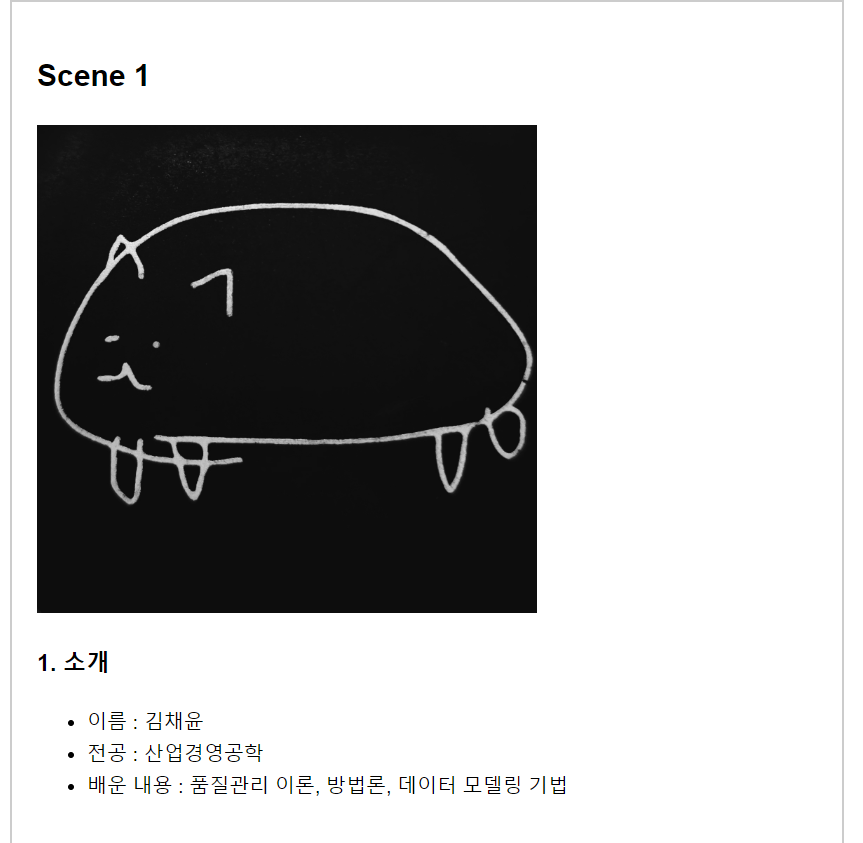 Scene 1
1. 소개
이름 : 김채윤
전공 : 산업경영공학
배운 내용 : 품질관리 이론, 방법론, 데이터 모델링 기법